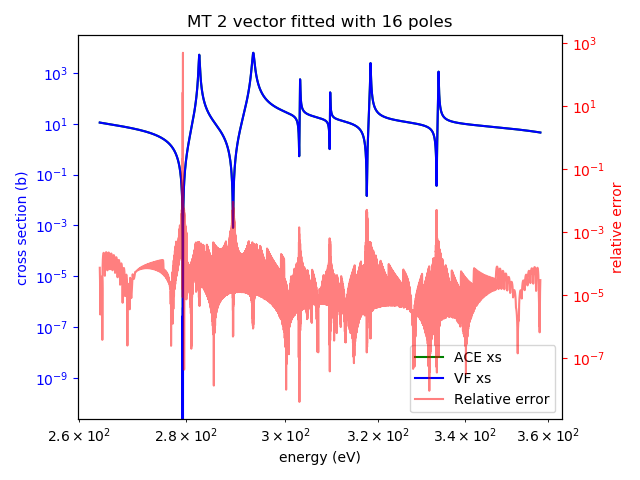 MT 2 vector fitted with 16 poles
cross section (b)
10³
10¹
10⁻¹
10⁻³
10⁻⁵
10⁻⁷
10⁻⁹
10³
10¹
10⁻¹
10⁻³
10⁻⁵
10⁻⁷
relative error
ACE xs
VF xs
Relative error
2.6 × 10² 2.8 × 10² 3 × 10² 3.2 × 10² 3.4 × 10² 3.6 × 10²
energy (eV)